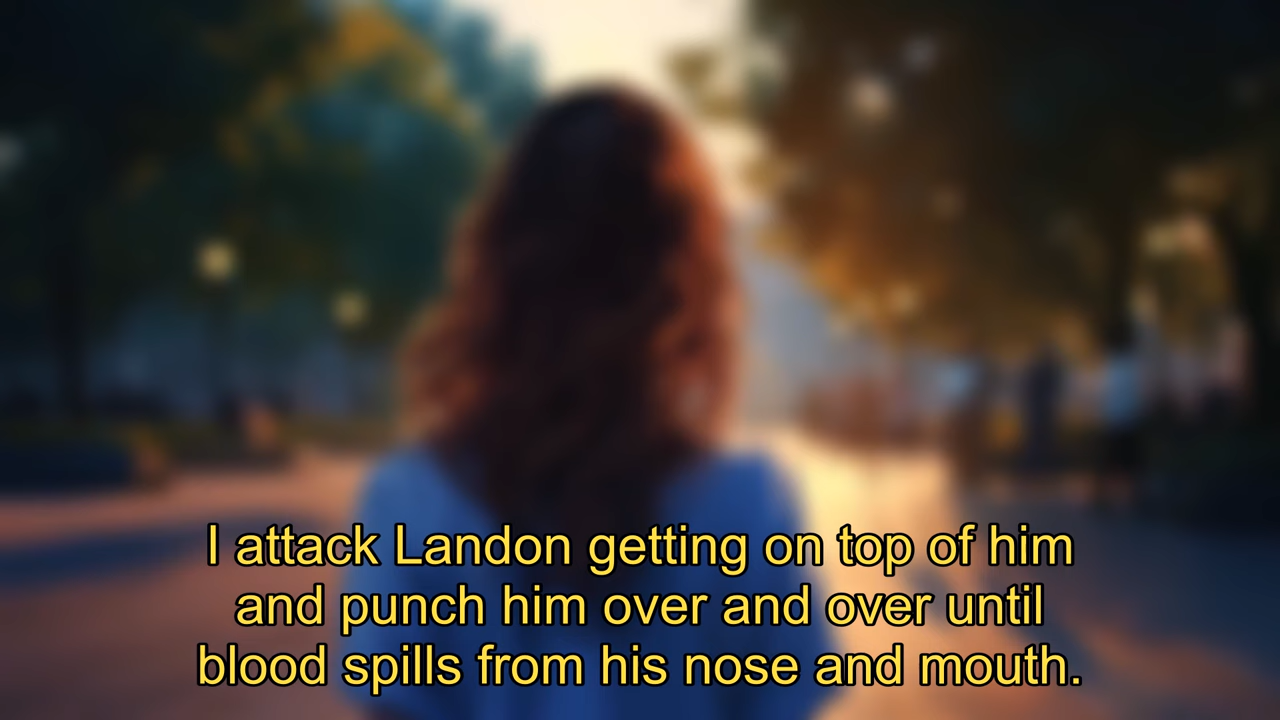 I attack Landon getting on top of him
and punch him over and over until
blood spills from his nose and mouth.